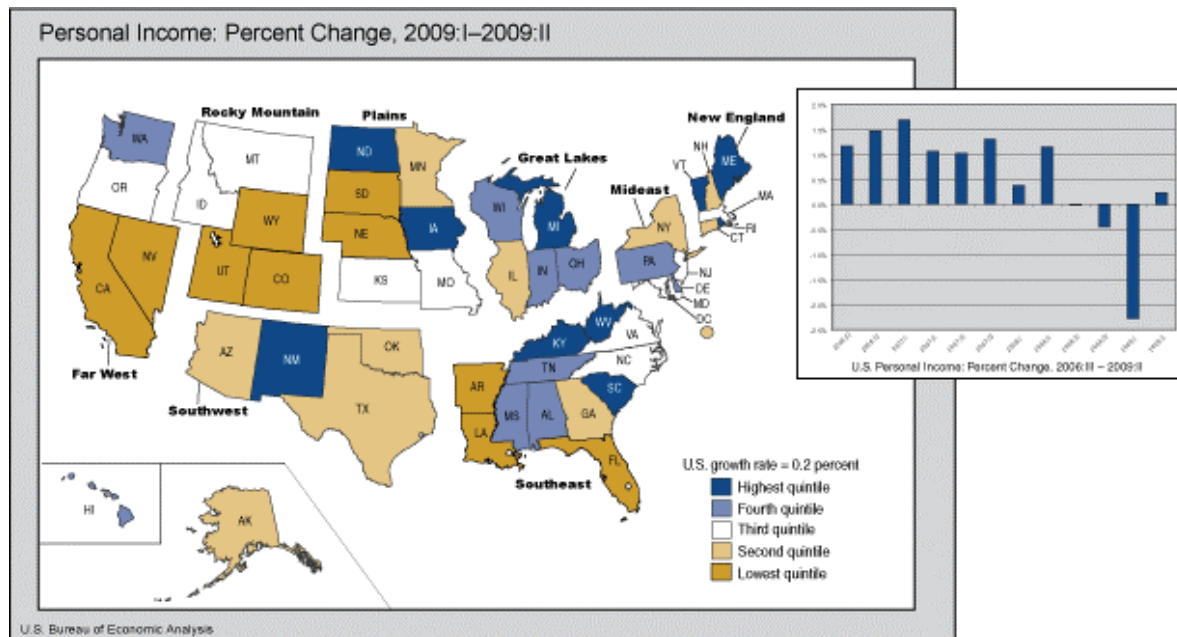 Personal Income: Percent Change, 2009:I–2009:II
Rocky Mountain
Plains
New England
Great Lakes
Mideast
Far West
Southwest
Southeast
WA
OR
MT
ID
WY
NV
CA
UT
CO
AZ
NM
ND
SD
NE
KS
MN
IA
MO
OK
TX
WI
MI
IL
IN
OH
KY
WV
TN
MS
AL
GA
SC
NC
VA
AR
LA
FL
PA
NY
VT
NH
ME
MA
RI
CT
NJ
DE
MD
DC
HI
AK
U.S. growth rate = 0.2 percent
Highest quintile
Fourth quintile
Third quintile
Second quintile
Lowest quintile
U.S. Bureau of Economic Analysis
U.S. Personal Income: Percent Change, 2006:III – 2009:II